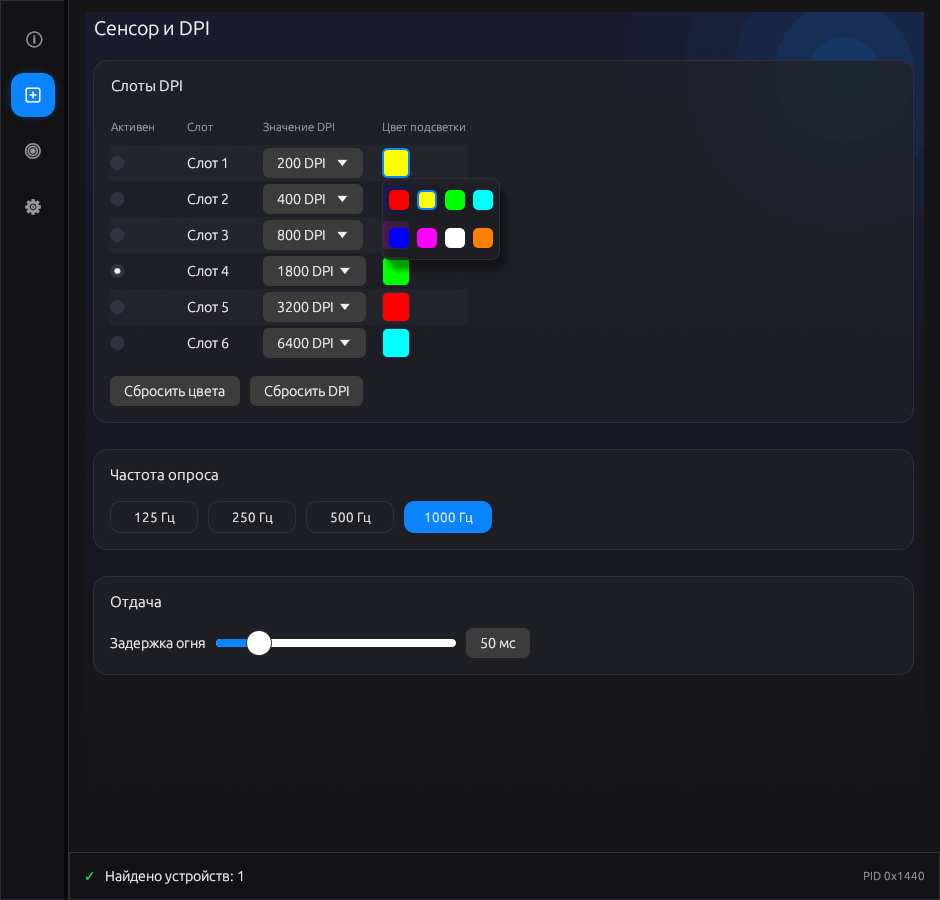 Сенсор и DPI
Слоты DPI
Активен Слот Значение DPI Цвет подсветки
Слот 1 200 DPI
Слот 2 400 DPI
Слот 3 800 DPI
Слот 4 1800 DPI
Слот 5 3200 DPI
Слот 6 6400 DPI
Сбросить цвета Сбросить DPI
Частота опроса
125 Гц 250 Гц 500 Гц 1000 Гц
Отдача
Задержка огня 50 мс
✓ Найдено устройств: 1 PID 0x1440